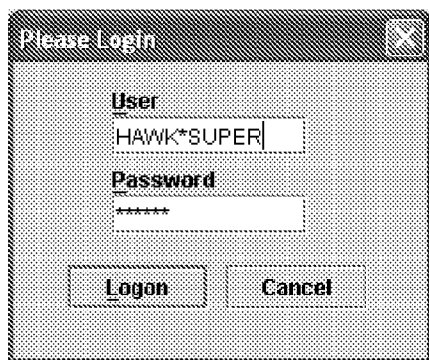 Please Login
User
HAWK*SUPER
Password
******
Logon
Cancel